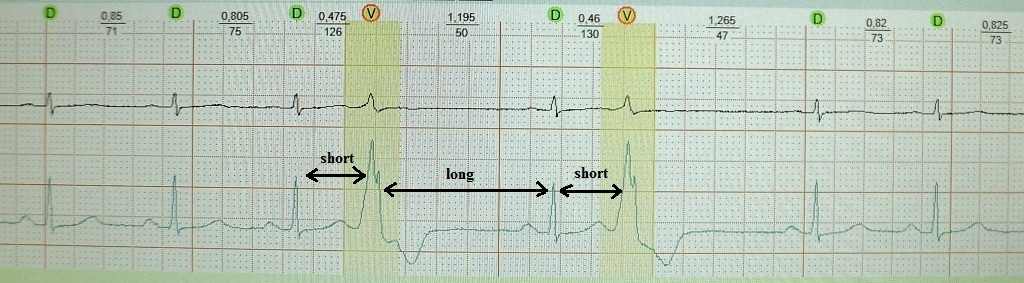 D D D V D V D D
0,85 0,805 0,475 1,195 0,46 1,265 0,82 0,825
71 75 126 50 130 47 73 73
short long short